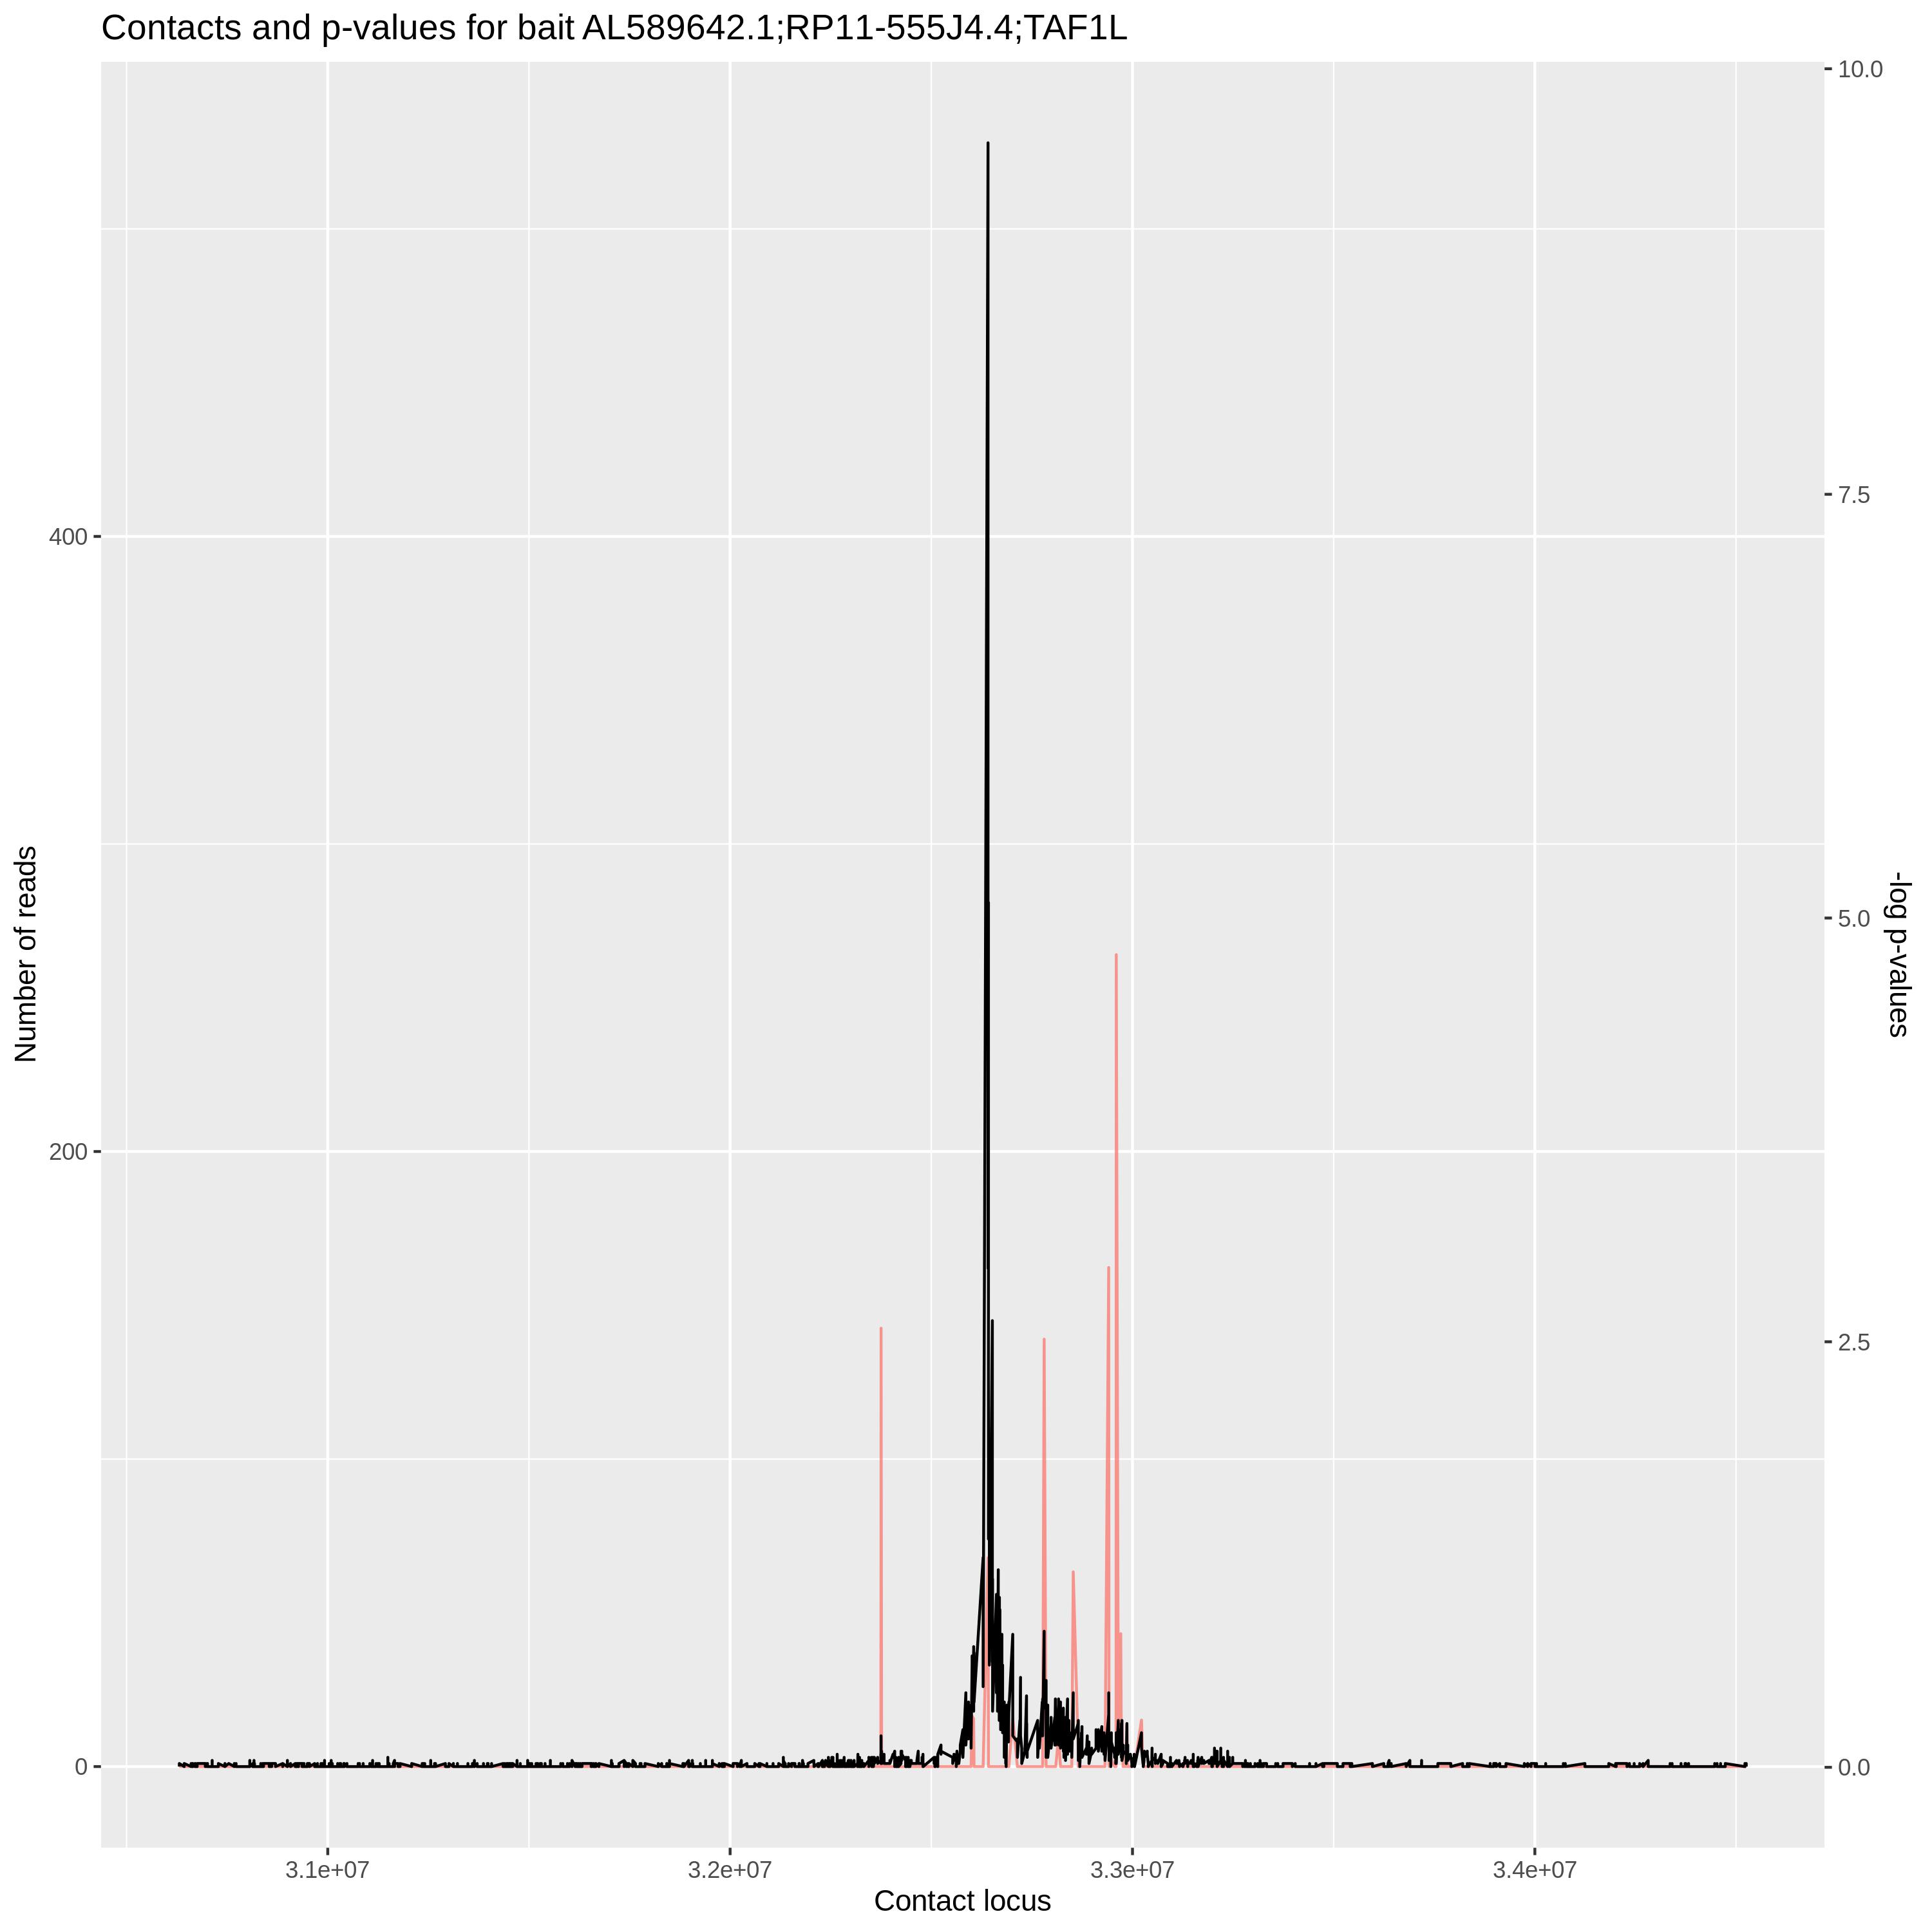 Contacts and p-values for bait AL589642.1;RP11-555J4.4;TAF1L
Number of reads
400
200
0
10.0
7.5
5.0
2.5
0.0
-log p-values
3.1e+07 3.2e+07 3.3e+07 3.4e+07
Contact locus